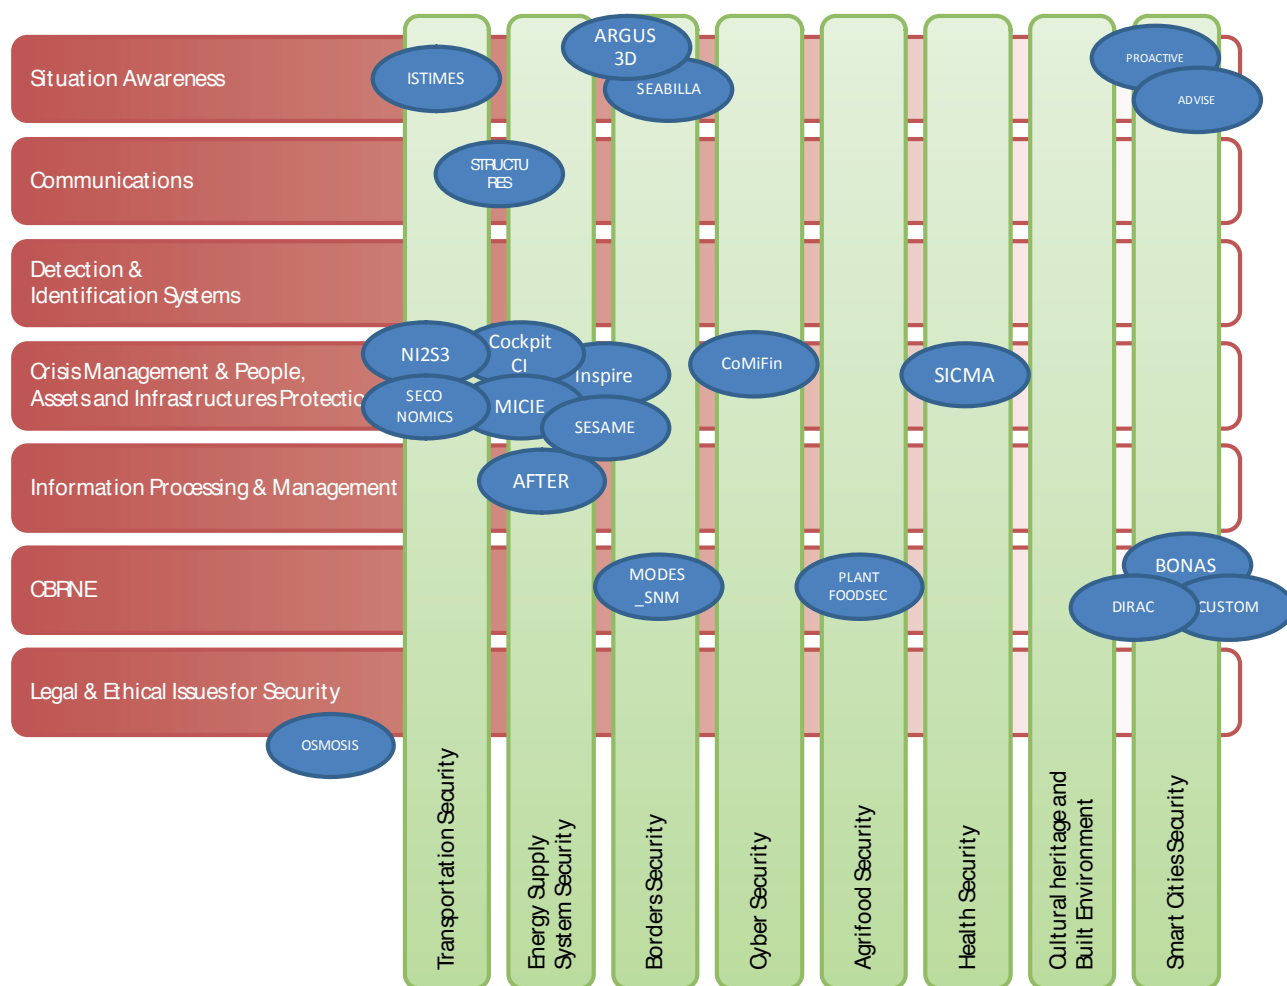 Situation Awareness
ISTIMES
ARGUS
3D
SEABILLA
PROACTIVE
ADVISE
Communications
STRUCTU
RES
Detection &
Identification Systems
Crisis Management & People,
Assets and Infrastructures Protectio
NI2S3
SECO
NOMICS
Cockpit
CI
MICIE
Inspire
SESAME
CoMiFin
SICMA
Information Processing & Management
AFTER
CBRNE
MODES
_SNM
PLANT
FOODSEC
BONAS
DIRAC
CUSTOM
Legal & Ethical Issues for Security
OSMOSIS
Transportation Security
Energy Supply
System Security
Borders Security
Cyber Security
Agrifood Security
Health Security
Cultural heritage and
Built Environment
Smart Cities Security